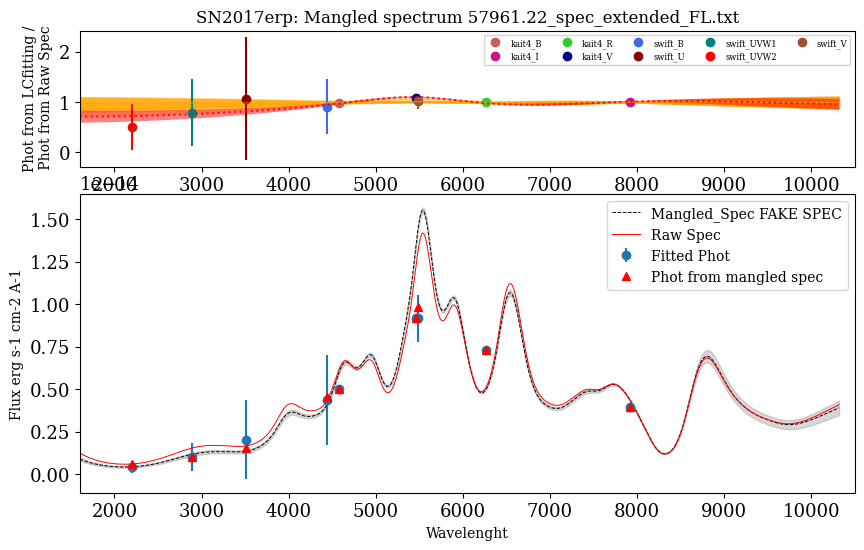 SN2017erp: Mangled spectrum 57961.22_spec_extended_FL.txt
Phot from LCfitting /
Phot from Raw Spec
2
1
0
kait4_B kait4_R swift_B swift_UVW1 swift_V
kait4_I kait4_V swift_U swift_UVW2
2000 3000 4000 5000 6000 7000 8000 9000 10000
1e−14
Flux erg s-1 cm-2 A-1
1.50
1.25
1.00
0.75
0.50
0.25
0.00
Mangled_Spec FAKE SPEC
Raw Spec
Fitted Phot
Phot from mangled spec
2000 3000 4000 5000 6000 7000 8000 9000 10000
Wavelenght